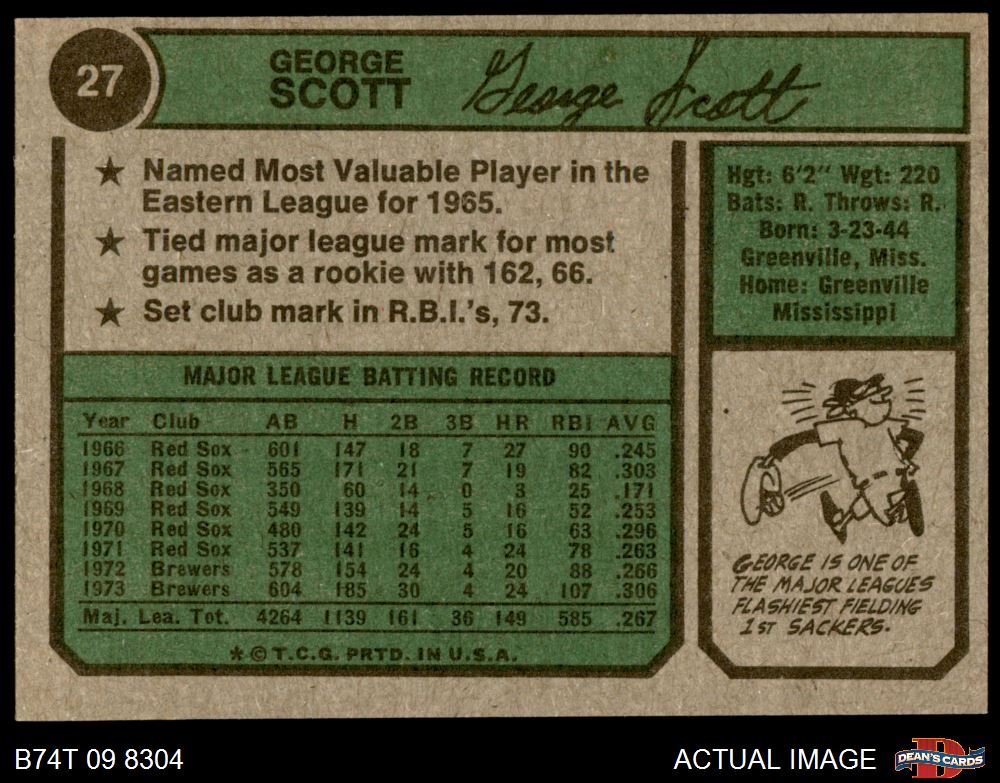 27
GEORGE
SCOTT
George Scott
★ Named Most Valuable Player in the
Eastern League for 1965.
★ Tied major league mark for most
games as a rookie with 162, 66.
★ Set club mark in R.B.I.'s, 73.
Hgt: 6'2" Wgt: 220
Bats: R. Throws: R.
Born: 3-23-44
Greenville, Miss.
Home: Greenville
Mississippi
MAJOR LEAGUE BATTING RECORD
Year Club AB H 2B 3B HR RBI AVG
1966 Red Sox 601 147 18 7 27 90 .245
1967 Red Sox 565 171 21 7 19 82 .303
1968 Red Sox 350 60 14 0 3 25 .171
1969 Red Sox 549 139 14 5 16 52 .253
1970 Red Sox 480 142 24 5 16 63 .296
1971 Red Sox 537 141 16 4 24 78 .263
1972 Brewers 578 154 24 4 20 88 .266
1973 Brewers 604 185 30 4 24 107 .306
Maj. Lea. Tot. 4264 1139 161 36 149 585 .267
* © T.C.G. PRTD. IN U.S.A.
GEORGE IS ONE OF
THE MAJOR LEAGUES
FLASHIEST FIELDING
1ST SACKERS.
B74T 09 8304
ACTUAL IMAGE
D
DEAN'S CARDS